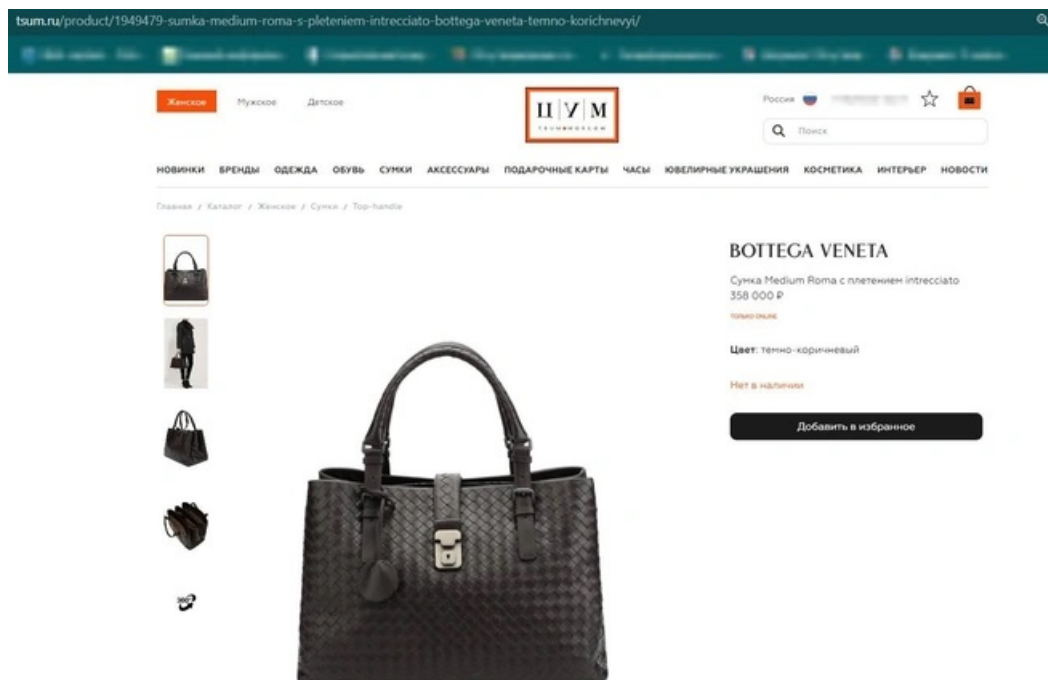 tsum.ru/product/1949479-sumka-medium-roma-s-pleteniem-intrecciato-bottega-veneta-temno-korichnevyi/
Женское Мужское Детское
Ц У М
Россия
Поиск
НОВИНКИ БРЕНДЫ ОДЕЖДА ОБУВЬ СУМКИ АКСЕССУАРЫ ПОДАРОЧНЫЕ КАРТЫ ЧАСЫ ЮВЕЛИРНЫЕ УКРАШЕНИЯ КОСМЕТИКА ИНТЕРЬЕР НОВОСТИ
Главная / Каталог / Женское / Сумки / Top-handle
BOTTEGA VENETA
Сумка Medium Roma с плетением intrecciato
358 000 ₽
ТОЛЬКО ONLINE
Цвет: темно-коричневый
Нет в наличии
Добавить в избранное
360°